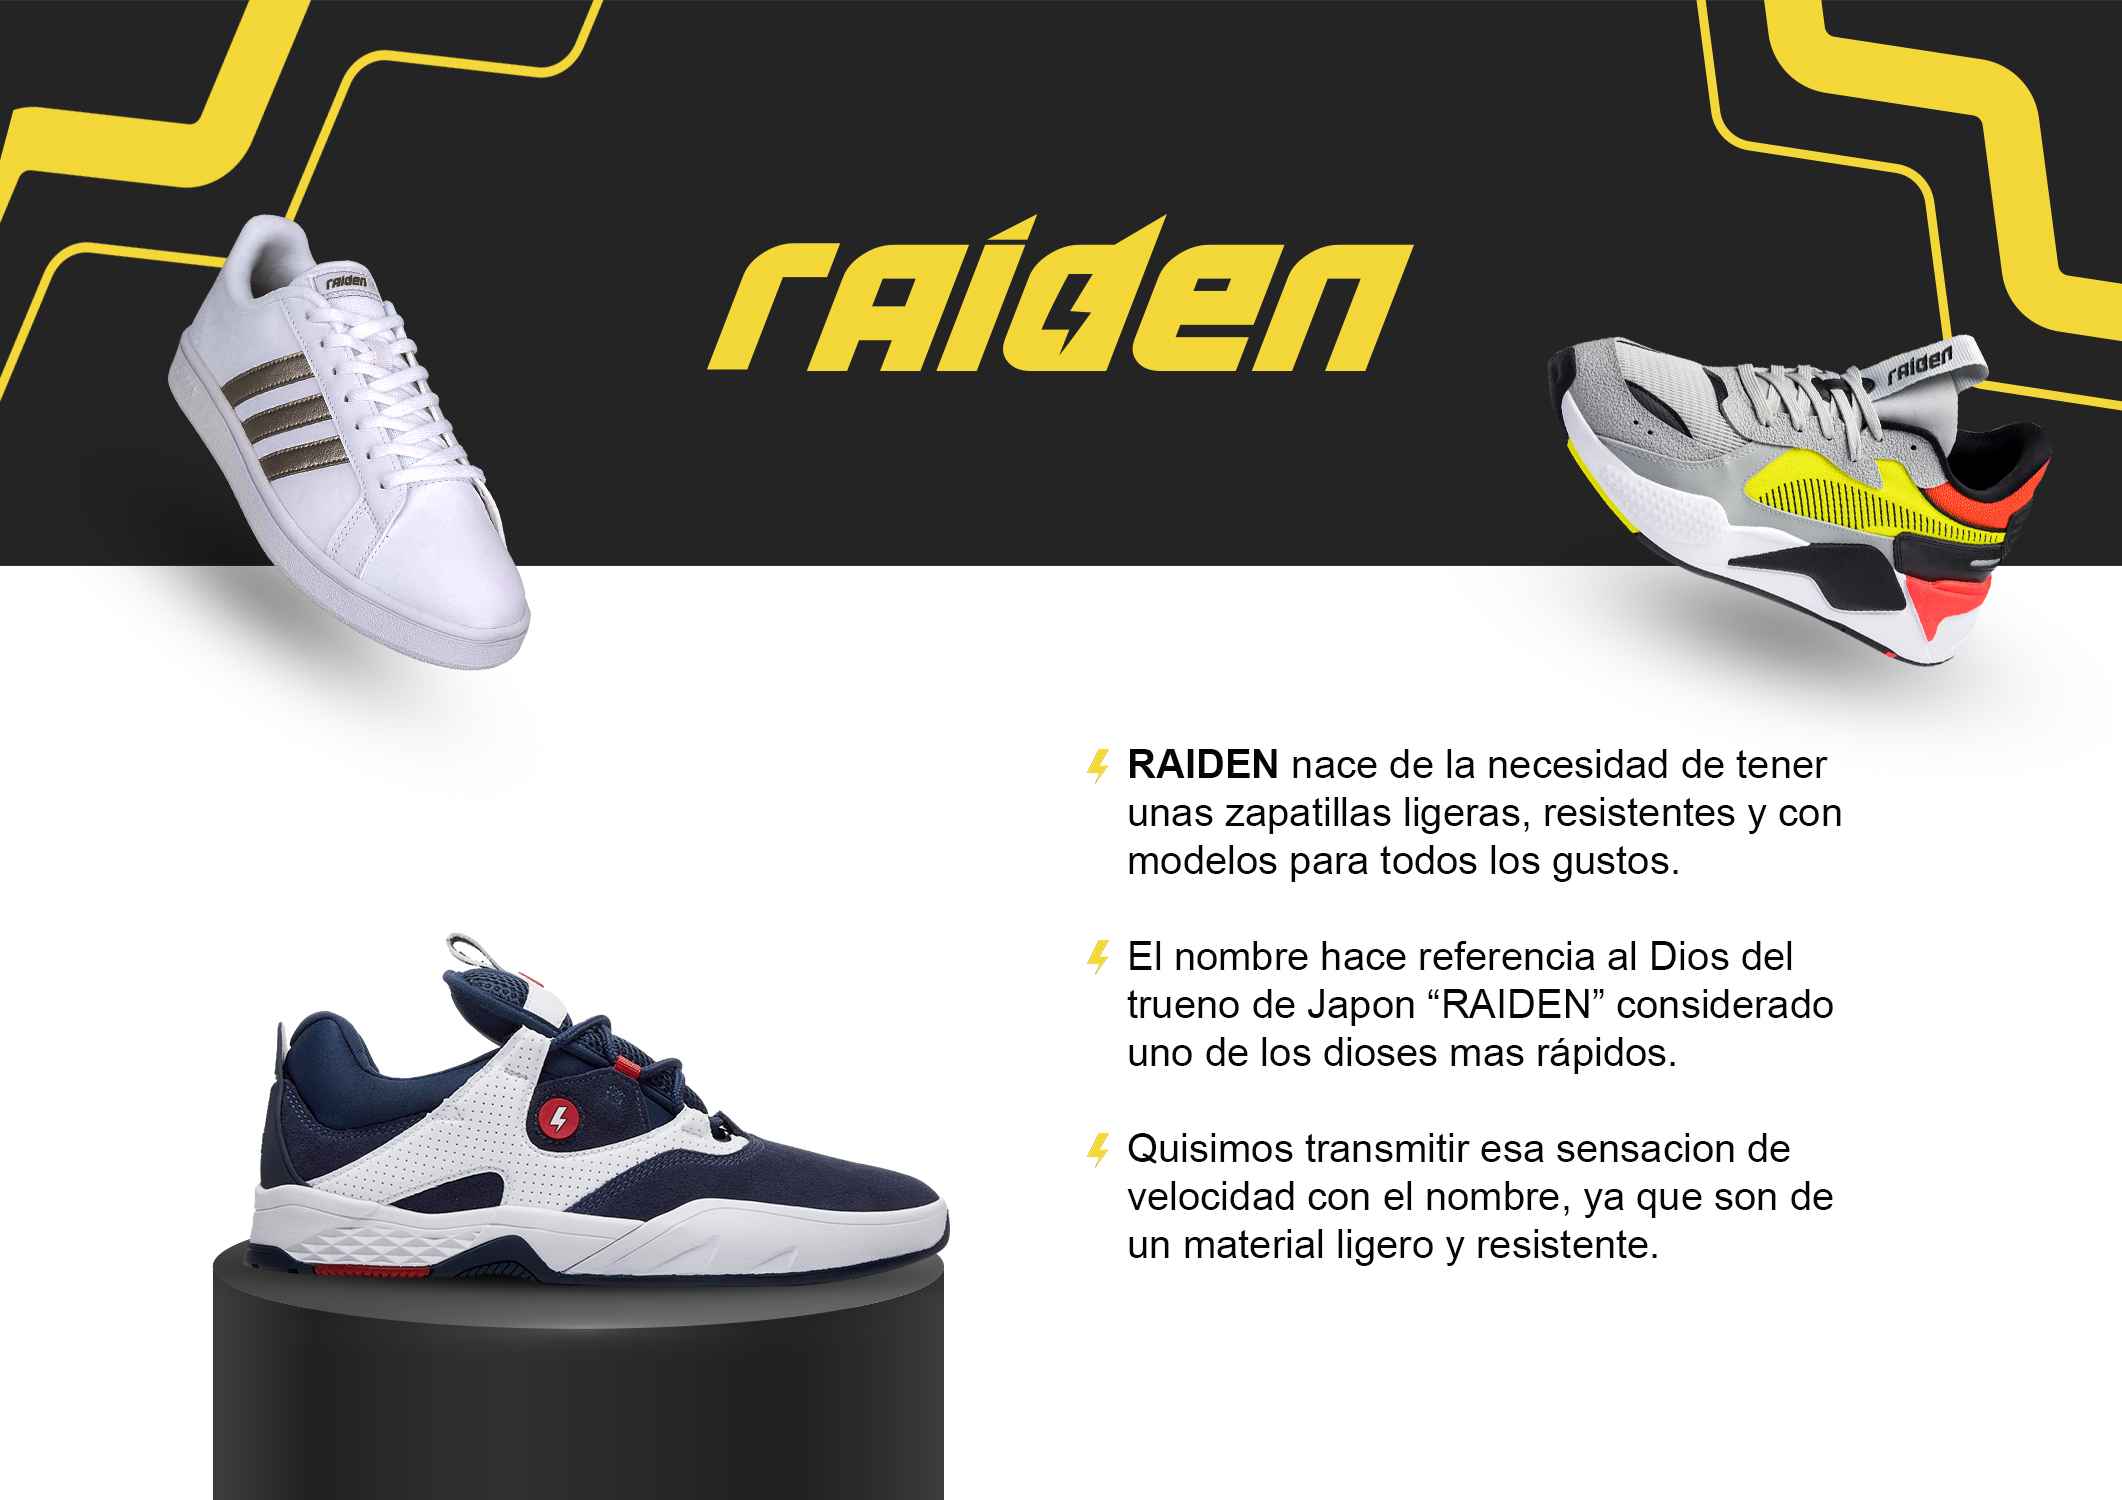 raiden
raiden
raiden
RAIDEN nace de la necesidad de tener
unas zapatillas ligeras, resistentes y con
modelos para todos los gustos.
El nombre hace referencia al Dios del
trueno de Japon “RAIDEN” considerado
uno de los dioses mas rápidos.
Quisimos transmitir esa sensacion de
velocidad con el nombre, ya que son de
un material ligero y resistente.